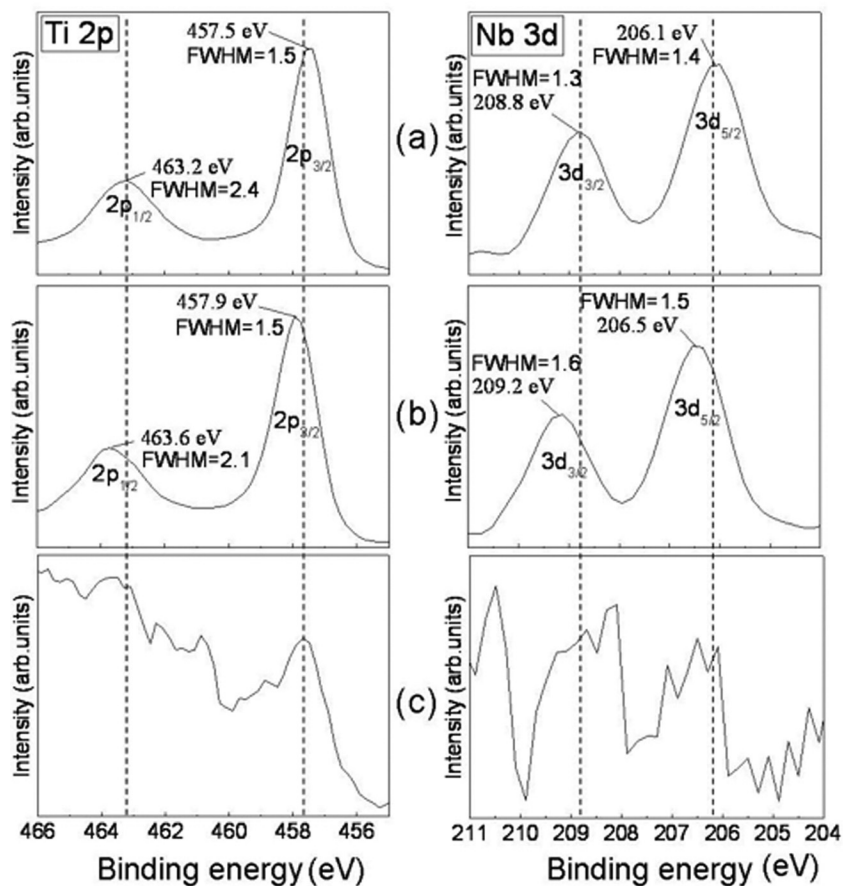 Ti 2p
457.5 eV
FWHM=1.5
463.2 eV
FWHM=2.4
2p1/2
2p3/2
Intensity (arb.units)
(a)
Nb 3d
206.1 eV
FWHM=1.4
FWHM=1.3
208.8 eV
3d3/2
3d5/2
Intensity (arb.units)
457.9 eV
FWHM=1.5
463.6 eV
FWHM=2.1
2p1/2
2p3/2
Intensity (arb.units)
(b)
FWHM=1.5
206.5 eV
FWHM=1.6
209.2 eV
3d3/2
3d5/2
Intensity (arb.units)
Intensity (arb.units)
(c)
Intensity (arb.units)
466 464 462 460 458 456
211 210 209 208 207 206 205 204
Binding energy (eV)
Binding energy (eV)